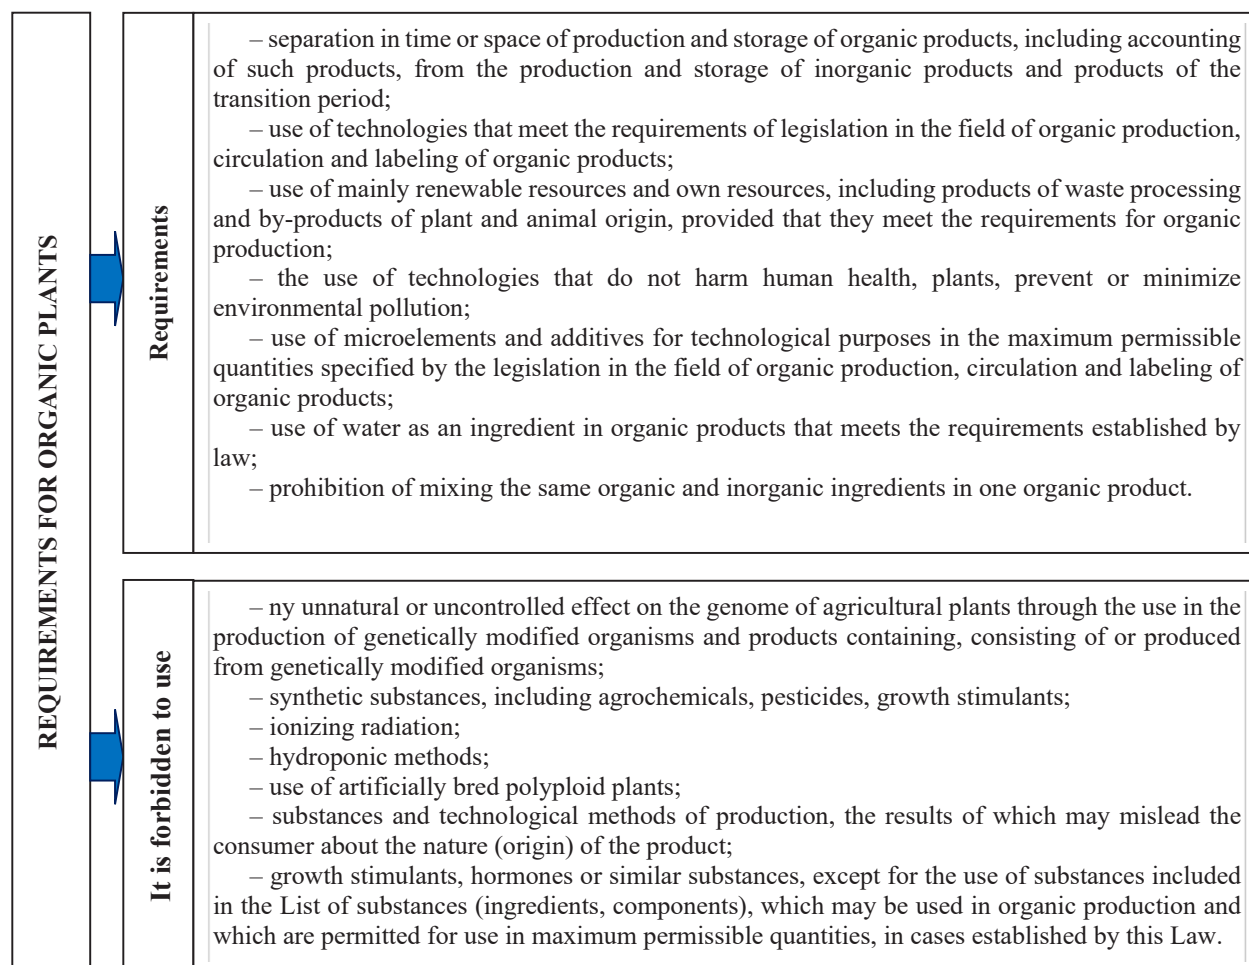 REQUIREMENTS FOR ORGANIC PLANTS
Requirements
– separation in time or space of production and storage of organic products, including accounting
of such products, from the production and storage of inorganic products and products of the
transition period;
– use of technologies that meet the requirements of legislation in the field of organic production,
circulation and labeling of organic products;
– use of mainly renewable resources and own resources, including products of waste processing
and by-products of plant and animal origin, provided that they meet the requirements for organic
production;
– the use of technologies that do not harm human health, plants, prevent or minimize
environmental pollution;
– use of microelements and additives for technological purposes in the maximum permissible
quantities specified by the legislation in the field of organic production, circulation and labeling of
organic products;
– use of water as an ingredient in organic products that meets the requirements established by
law;
– prohibition of mixing the same organic and inorganic ingredients in one organic product.
It is forbidden to use
– ny unnatural or uncontrolled effect on the genome of agricultural plants through the use in the
production of genetically modified organisms and products containing, consisting of or produced
from genetically modified organisms;
– synthetic substances, including agrochemicals, pesticides, growth stimulants;
– ionizing radiation;
– hydroponic methods;
– use of artificially bred polyploid plants;
– substances and technological methods of production, the results of which may mislead the
consumer about the nature (origin) of the product;
– growth stimulants, hormones or similar substances, except for the use of substances included
in the List of substances (ingredients, components), which may be used in organic production and
which are permitted for use in maximum permissible quantities, in cases established by this Law.